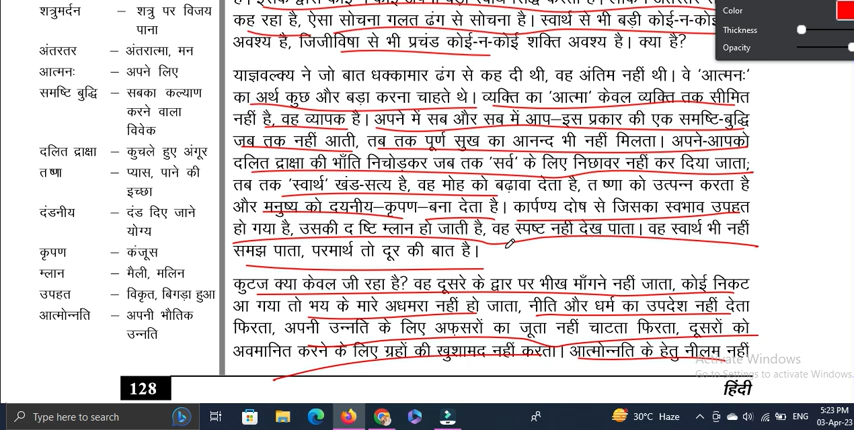 शत्रुमर्दन – शत्रु पर विजय पाना
अंतरतर – अंतरात्मा, मन
आत्मनः – अपने लिए
समष्टि बुद्धि – सबका कल्याण करने वाला विवेक
दलित द्राक्षा – कुचले हुए अंगूर
त ष्णा – प्यास, पाने की इच्छा
दंडनीय – दंड दिए जाने योग्य
कृपण – कंजूस
म्लान – मैली, मलिन
उपहत – विकृत, बिगड़ा हुआ
आत्मोन्नति – अपनी भौतिक उन्नति
कह रहा है, ऐसा सोचना गलत ढंग से सोचना है। स्वार्थ से भी बड़ी कोई-न-कोई
अवश्य है, जिजीविषा से भी प्रचंड कोई-न-कोई शक्ति अवश्य है। क्या है?
याज्ञवल्क्य ने जो बात धक्कामार ढंग से कह दी थी, वह अंतिम नहीं थी। वे 'आत्मनः'
का अर्थ कुछ और बड़ा करना चाहते थे। व्यक्ति का 'आत्मा' केवल व्यक्ति तक सीमित
नहीं है, वह व्यापक है। अपने में सब और सब में आप–इस प्रकार की एक समष्टि-बुद्धि
जब तक नहीं आती, तब तक पूर्ण सुख का आनन्द भी नहीं मिलता। अपने-आपको
दलित द्राक्षा की भाँति निचोड़कर जब तक 'सर्व' के लिए निछावर नहीं कर दिया जाता;
तब तक 'स्वार्थ' खंड-सत्य है, वह मोह को बढ़ावा देता है, त ष्णा को उत्पन्न करता है
और मनुष्य को दयनीय–कृपण–बना देता है। कार्पण्य दोष से जिसका स्वभाव उपहत
हो गया है, उसकी द ष्टि म्लान हो जाती है, वह स्पष्ट नही देख पाता। वह स्वार्थ भी नहीं
समझ पाता, परमार्थ तो दूर की बात है।
कुटज क्या केवल जी रहा है? वह दूसरे के द्वार पर भीख माँगने नहीं जाता, कोई निकट
आ गया तो भय के मारे अधमरा नहीं हो जाता, नीति और धर्म का उपदेश नहीं देता
फिरता, अपनी उन्नति के लिए अफ़सरों का जूता नहीं चाटता फिरता, दूसरों को
अवमानित करने के लिए ग्रहों की खुशामद नहीं करता। आत्मोन्नति के हेतु नीलम नहीं
128
हिंदी
Color
Thickness
Opacity
Activate Windows
Go to Settings to activate Windows.
Type here to search
30°C Haze
ENG
5:23 PM
03-Apr-23